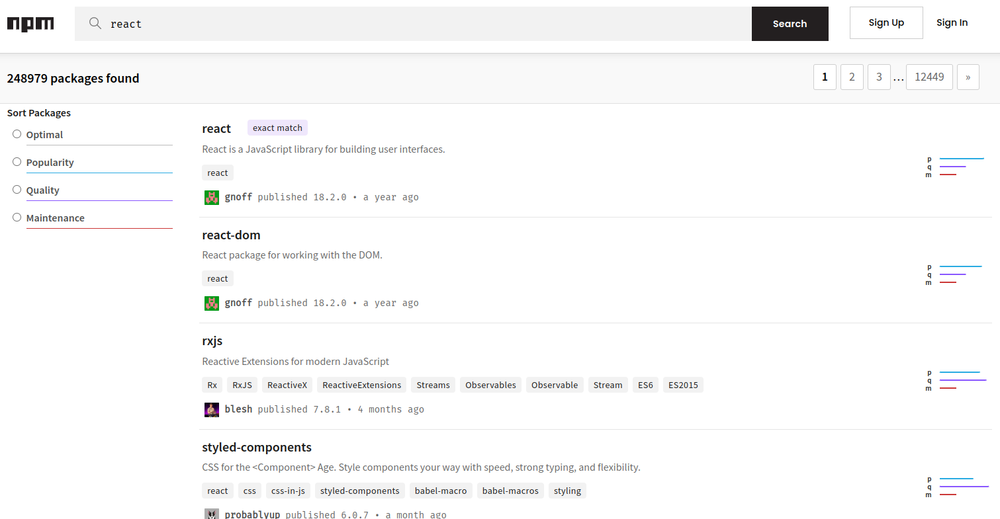 npm
react
Search
Sign Up
Sign In
248979 packages found
1 2 3 ... 12449 »
Sort Packages
Optimal
Popularity
Quality
Maintenance
react exact match
React is a JavaScript library for building user interfaces.
react
gnoff published 18.2.0 • a year ago
p
q
m
react-dom
React package for working with the DOM.
react
gnoff published 18.2.0 • a year ago
p
q
m
rxjs
Reactive Extensions for modern JavaScript
Rx RxJS ReactiveX ReactiveExtensions Streams Observables Observable Stream ES6 ES2015
blesh published 7.8.1 • 4 months ago
p
q
m
styled-components
CSS for the <Component> Age. Style components your way with speed, strong typing, and flexibility.
react css css-in-js styled-components babel-macro babel-macros styling
probablyup published 6.0.7 • a month ago
p
q
m